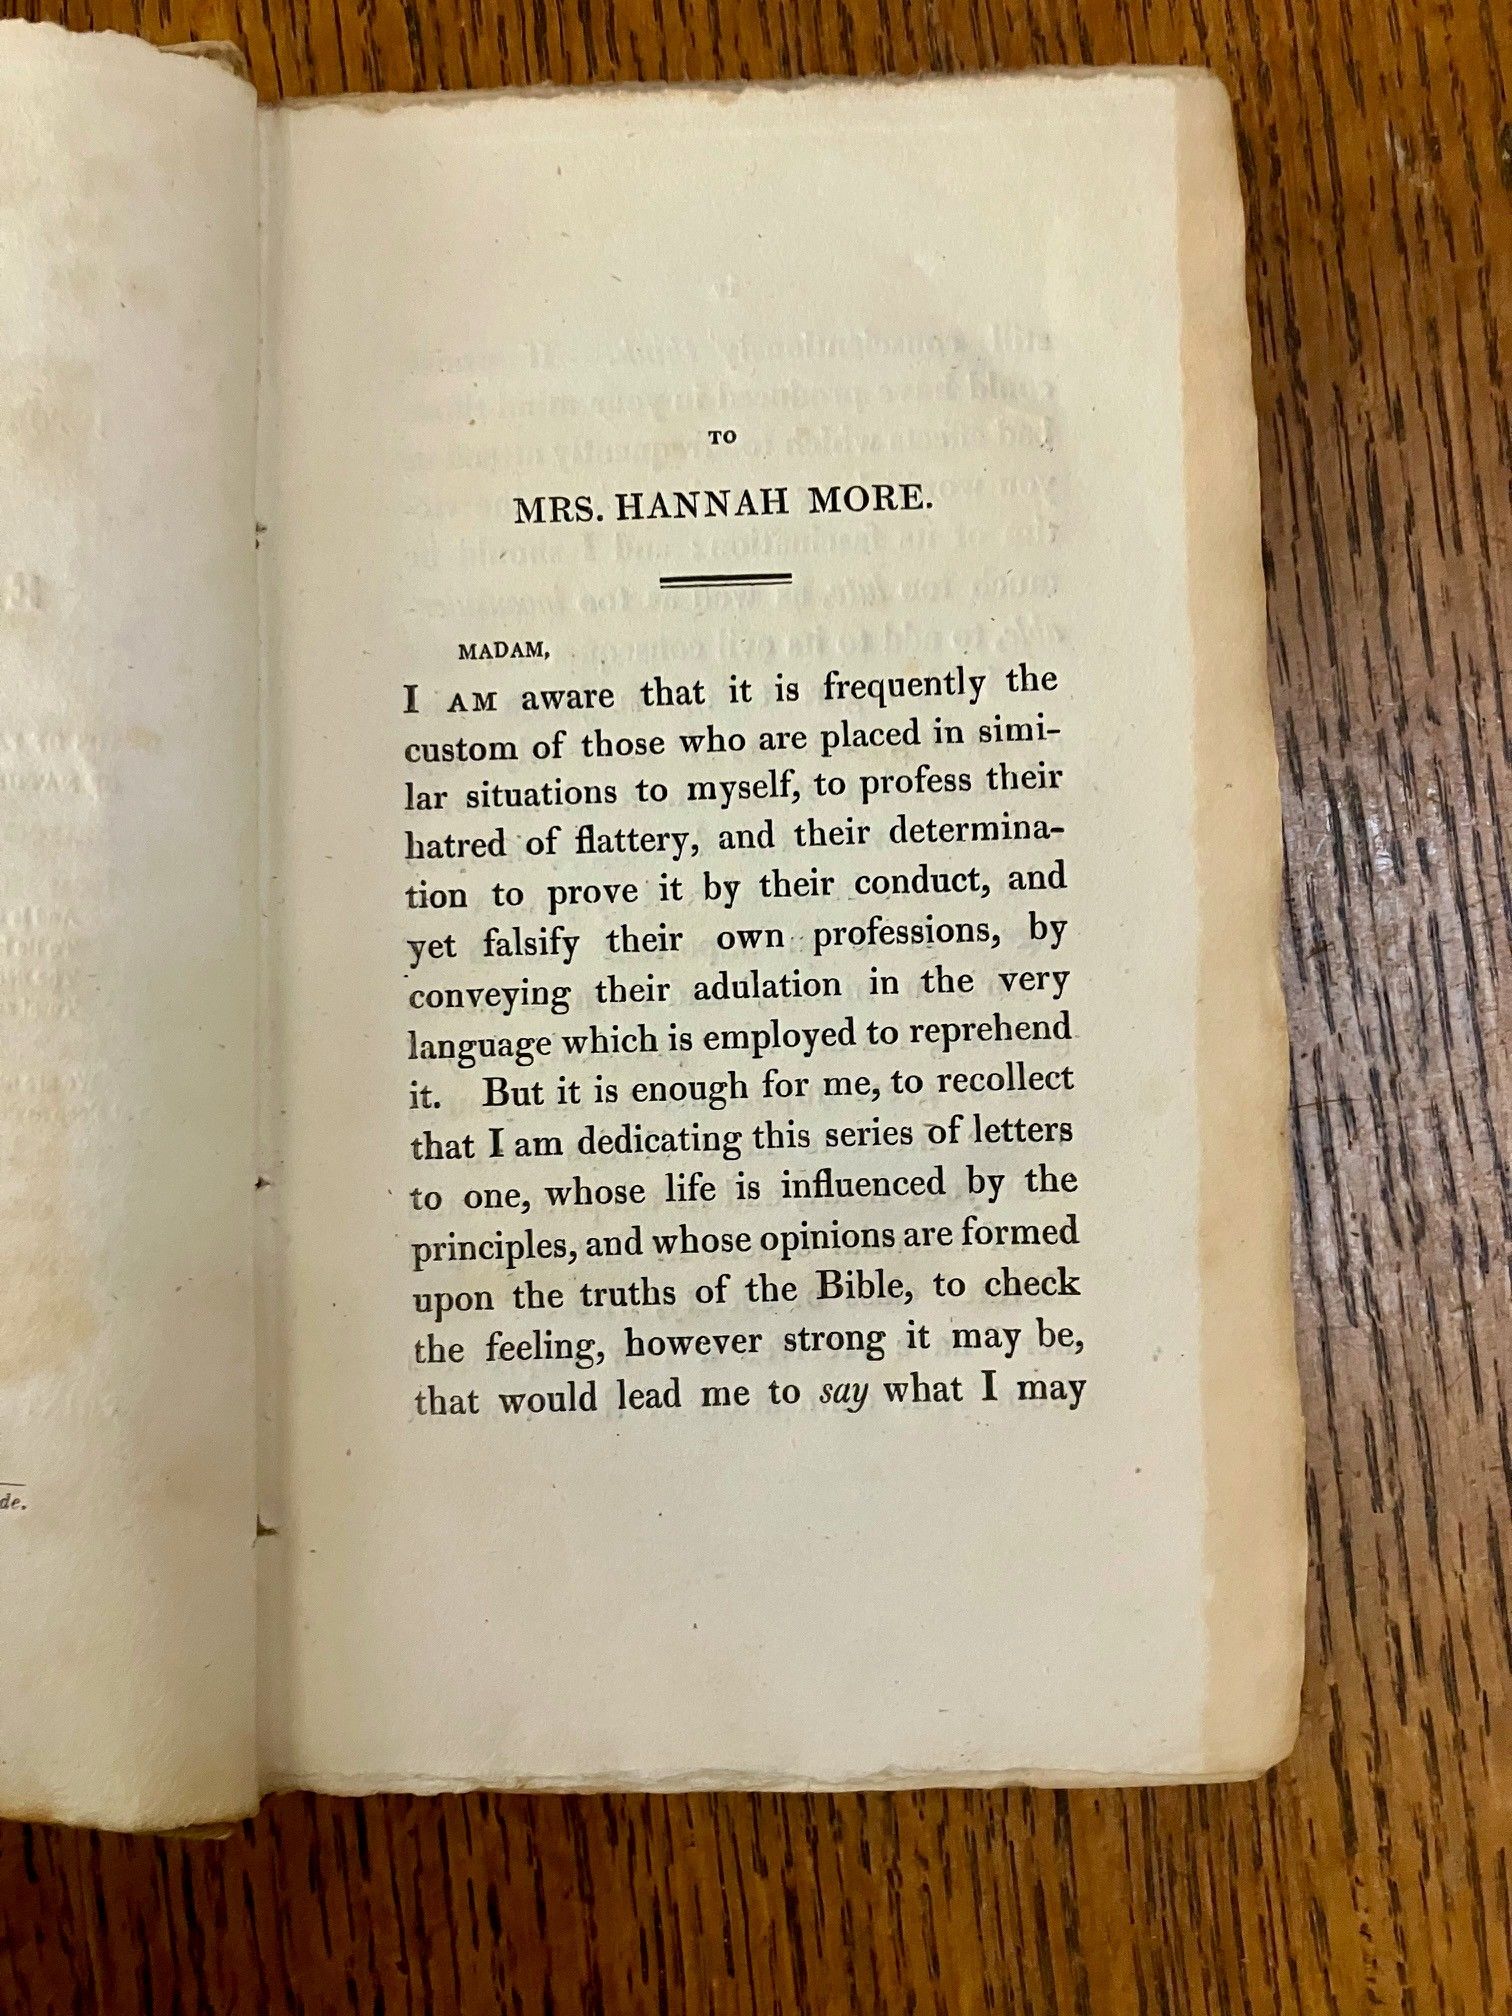 TO
MRS. HANNAH MORE.
MADAM,
I AM aware that it is frequently the
custom of those who are placed in simi-
lar situations to myself, to profess their
hatred of flattery, and their determina-
tion to prove it by their conduct, and
yet falsify their own professions, by
conveying their adulation in the very
language which is employed to reprehend
it. But it is enough for me, to recollect
that I am dedicating this series of letters
to one, whose life is influenced by the
principles, and whose opinions are formed
upon the truths of the Bible, to check
the feeling, however strong it may be,
that would lead me to say what I may
de.